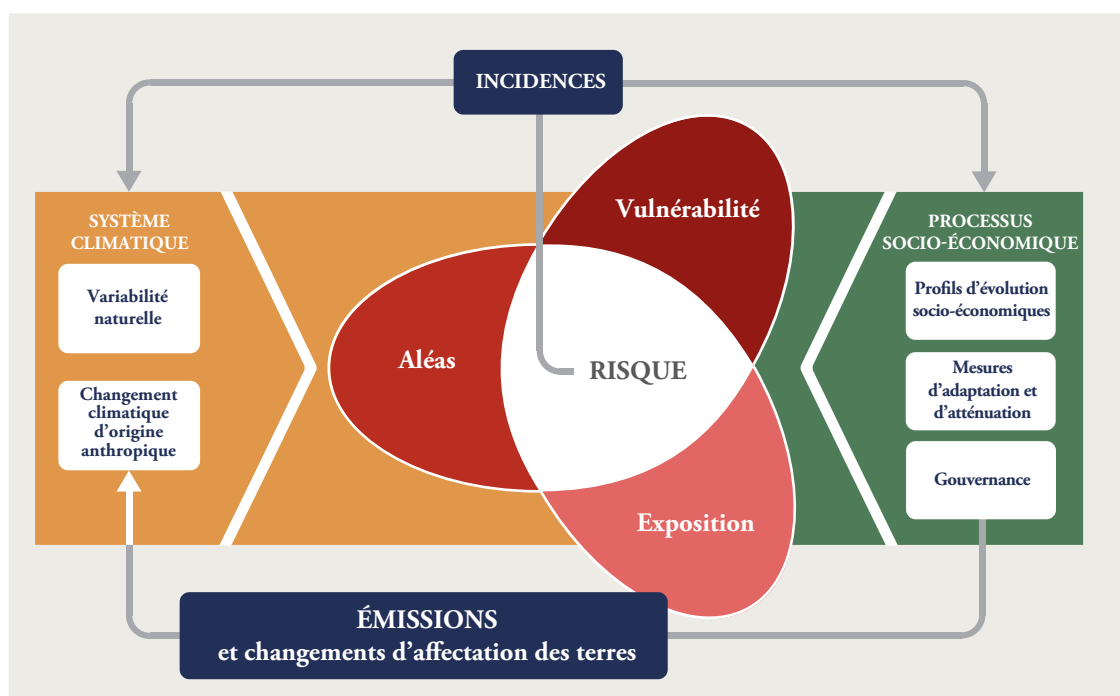 INCIDENCES
SYSTÈME
CLIMATIQUE
Variabilité
naturelle
Changement
climatique
d'origine
anthropique
Aléas
Vulnérabilité
RISQUE
Exposition
PROCESSUS
SOCIO-ÉCONOMIQUE
Profils d'évolution
socio-économiques
Mesures
d'adaptation et
d'atténuation
Gouvernance
ÉMISSIONS
et changements d'affectation des terres